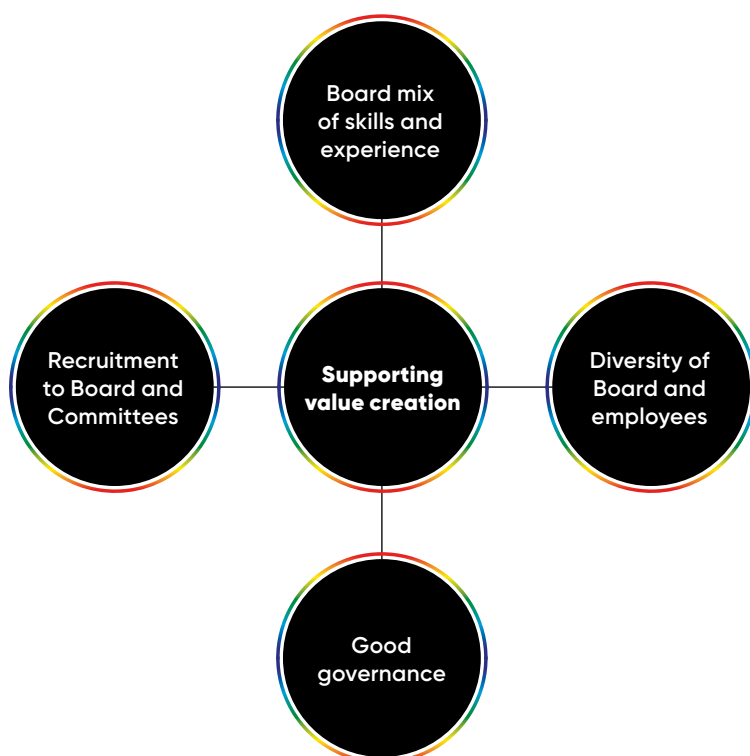 Board mix
of skills and
experience
Recruitment
to Board and
Committees
Supporting
value creation
Diversity of
Board and
employees
Good
governance